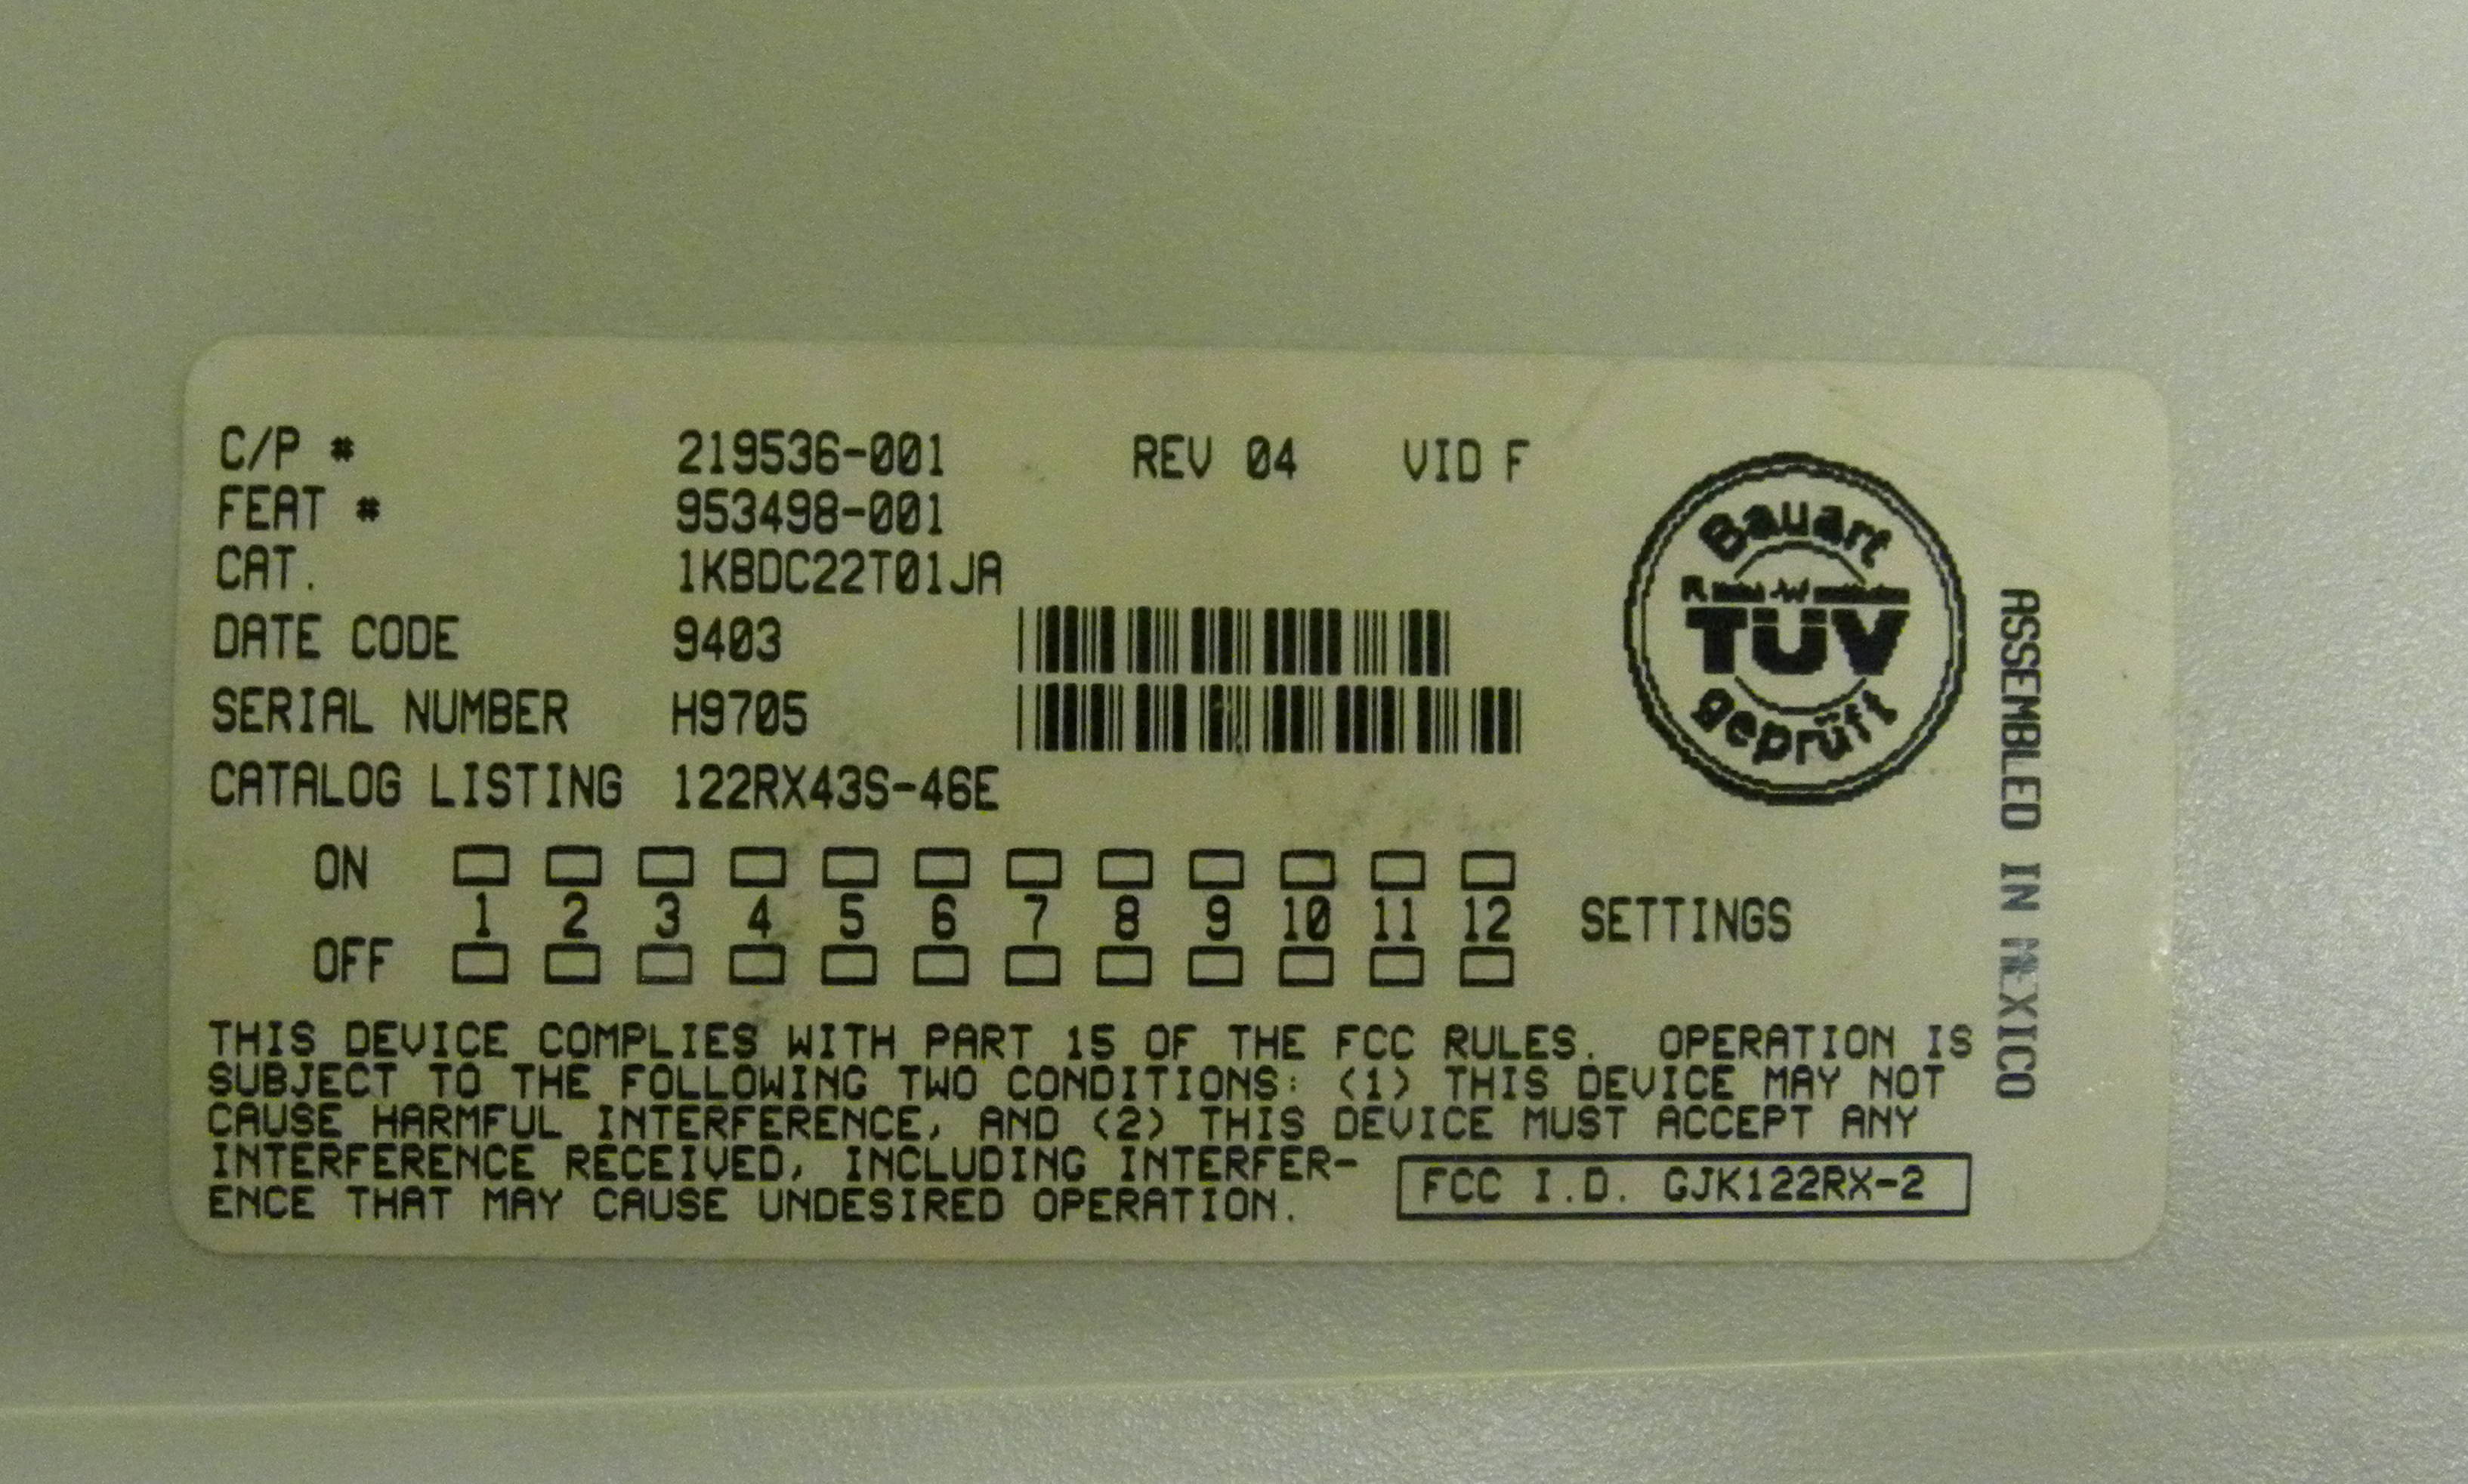 C/P # 219536-001 REV 04 VID F
FEAT # 953498-001
CAT. 1KBDC22T01JA
DATE CODE 9403
SERIAL NUMBER H9705
CATALOG LISTING 122RX43S-46E
Bauart
TÜV
geprüft
ASSEMBLED IN MEXICO
ON
1 2 3 4 5 6 7 8 9 10 11 12 SETTINGS
OFF
THIS DEVICE COMPLIES WITH PART 15 OF THE FCC RULES. OPERATION IS
SUBJECT TO THE FOLLOWING TWO CONDITIONS: (1) THIS DEVICE MAY NOT
CAUSE HARMFUL INTERFERENCE, AND (2) THIS DEVICE MUST ACCEPT ANY
INTERFERENCE RECEIVED, INCLUDING INTERFER-
ENCE THAT MAY CAUSE UNDESIRED OPERATION.
FCC I.D. GJK122RX-2